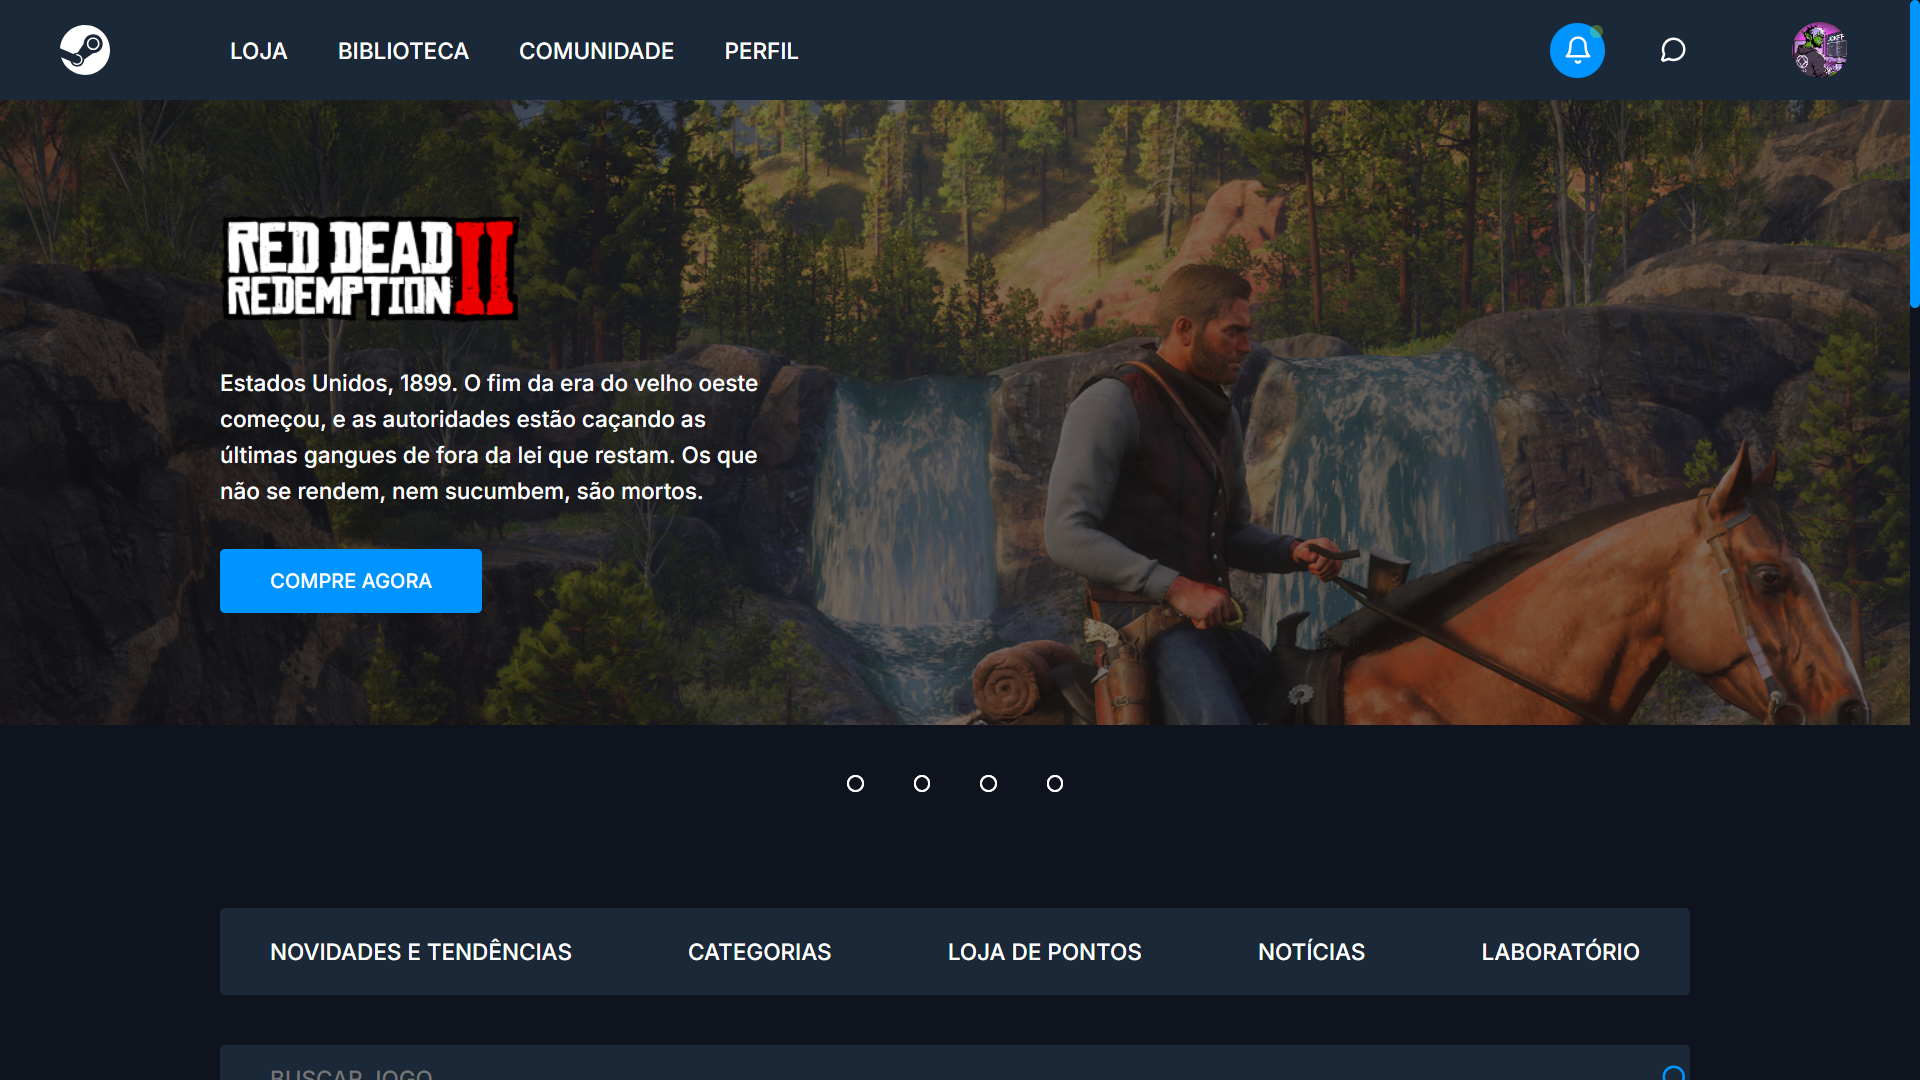 LOJA BIBLIOTECA COMUNIDADE PERFIL
RED DEAD
REDEMPTION II
Estados Unidos, 1899. O fim da era do velho oeste
começou, e as autoridades estão caçando as
últimas gangues de fora da lei que restam. Os que
não se rendem, nem sucumbem, são mortos.
COMPRE AGORA
NOVIDADES E TENDÊNCIAS CATEGORIAS LOJA DE PONTOS NOTÍCIAS LABORATÓRIO
BUSCAR JOGO